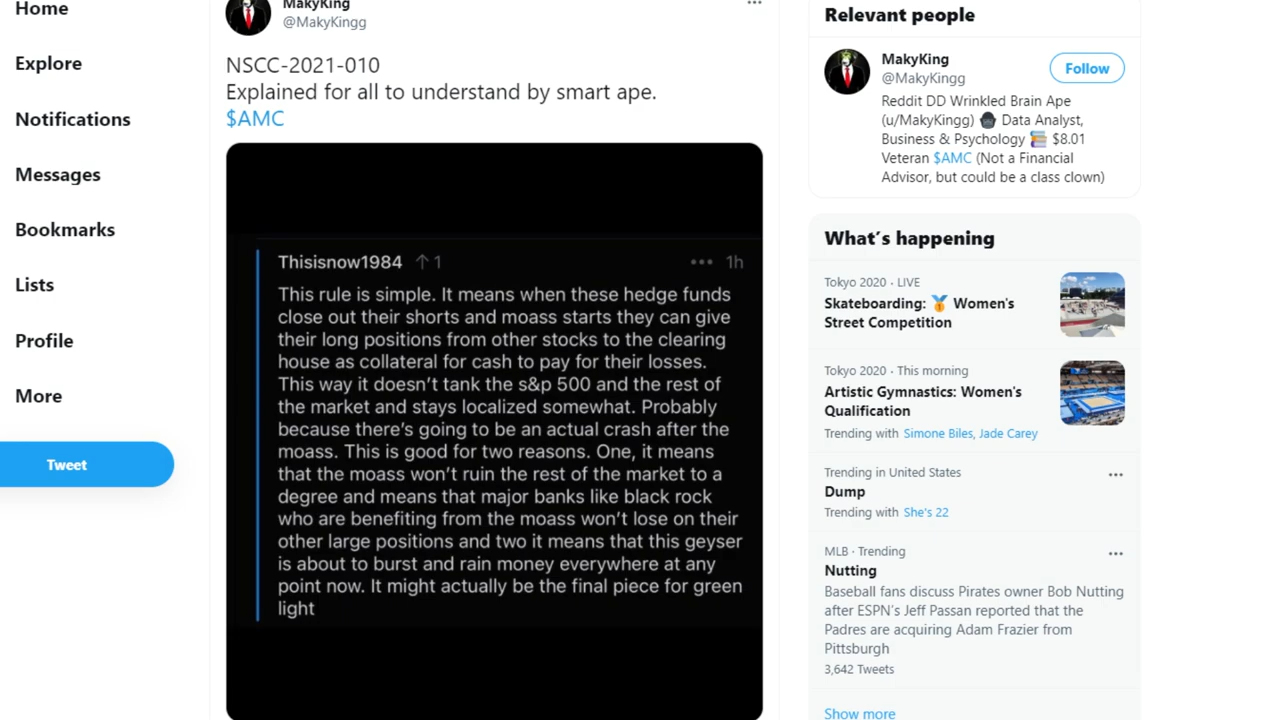 Home
Explore
Notifications
Messages
Bookmarks
Lists
Profile
More
Tweet
MakyKing
@MakyKingg
NSCC-2021-010
Explained for all to understand by smart ape.
$AMC
Thisisnow1984 ↑1 ••• 1h
This rule is simple. It means when these hedge funds
close out their shorts and moass starts they can give
their long positions from other stocks to the clearing
house as collateral for cash to pay for their losses.
This way it doesn't tank the s&p 500 and the rest of
the market and stays localized somewhat. Probably
because there's going to be an actual crash after the
moass. This is good for two reasons. One, it means
that the moass won't ruin the rest of the market to a
degree and means that major banks like black rock
who are benefiting from the moass won't lose on their
other large positions and two it means that this geyser
is about to burst and rain money everywhere at any
point now. It might actually be the final piece for green
light
Relevant people
MakyKing
@MakyKingg
Follow
Reddit DD Wrinkled Brain Ape
(u/MakyKingg) 🦍 Data Analyst,
Business & Psychology 📚 $8.01
Veteran $AMC (Not a Financial
Advisor, but could be a class clown)
What's happening
Tokyo 2020 · LIVE
Skateboarding: 🥇 Women's
Street Competition
Tokyo 2020 · This morning
Artistic Gymnastics: Women's
Qualification
Trending with Simone Biles, Jade Carey
Trending in United States
Dump
Trending with She's 22
MLB · Trending
Nutting
Baseball fans discuss Pirates owner Bob Nutting
after ESPN's Jeff Passan reported that the
Padres are acquiring Adam Frazier from
Pittsburgh
3,642 Tweets
Show more